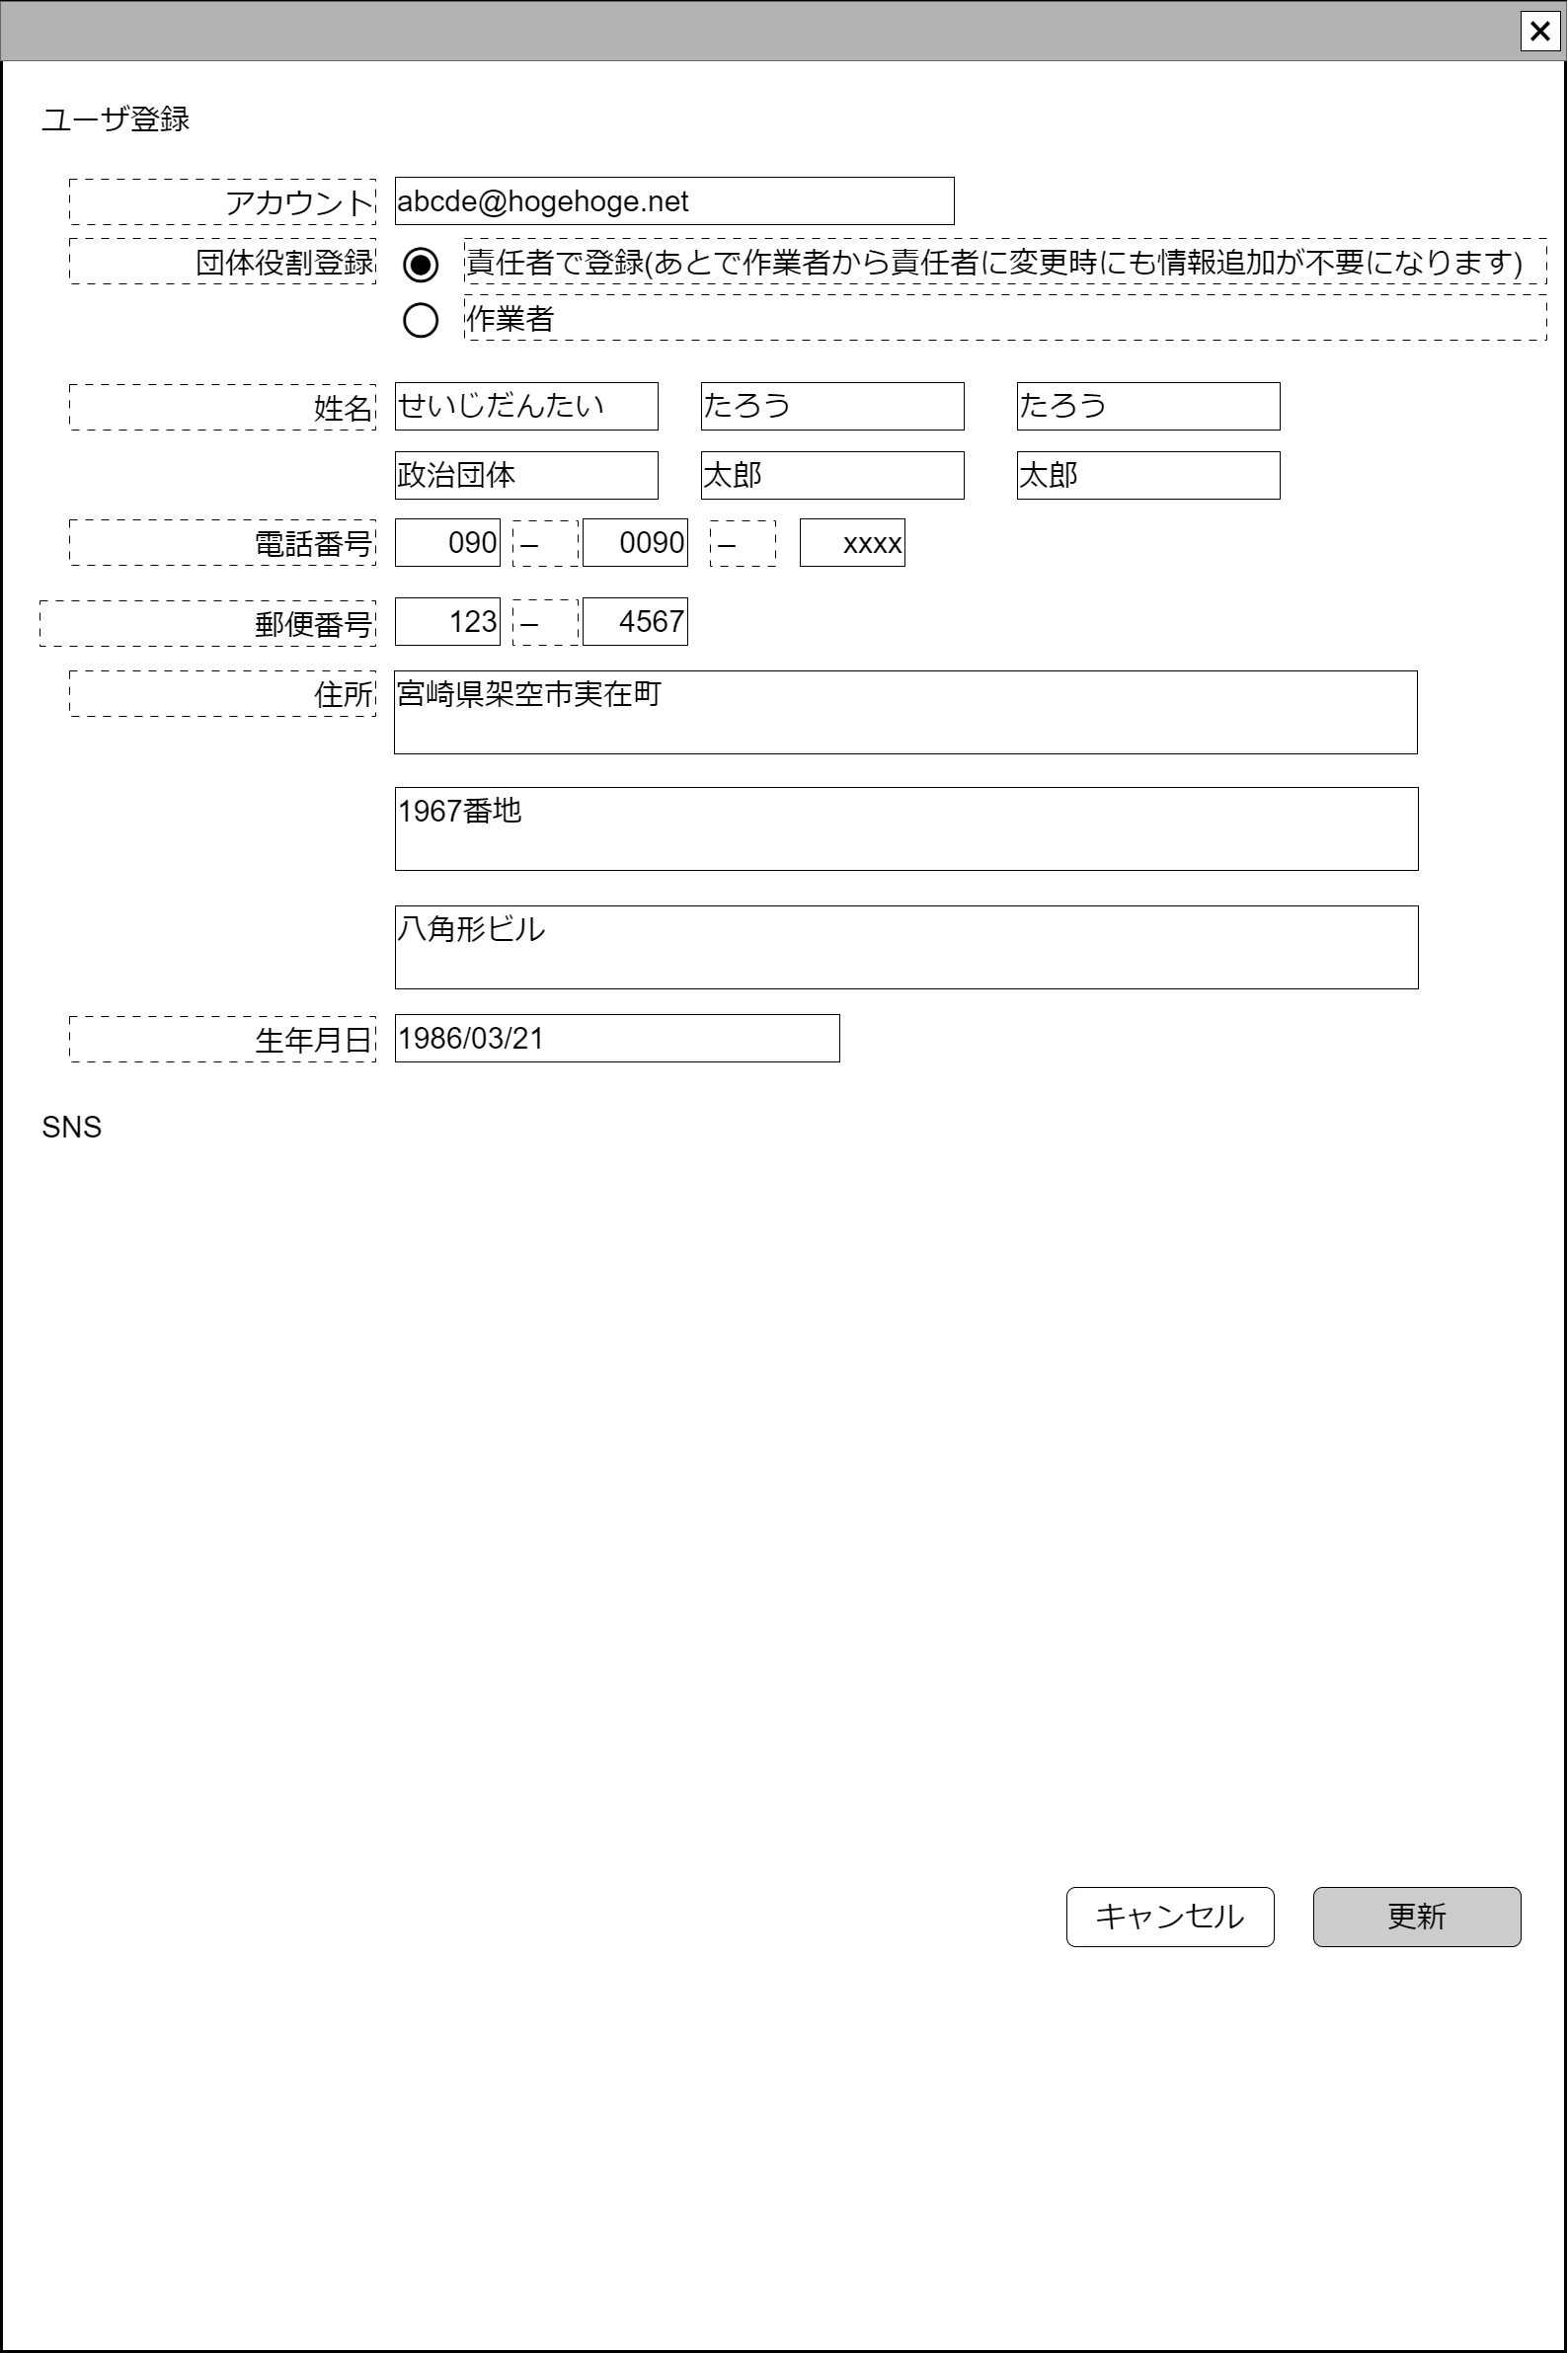 ユーザ登録
アカウント abcde@hogehoge.net
団体役割登録 責任者で登録(あとで作業者から責任者に変更時にも情報追加が不要になります)
作業者
姓名 せいじだんたい たろう たろう
政治団体 太郎 太郎
電話番号 090 – 0090 – xxxx
郵便番号 123 – 4567
住所 宮崎県架空市実在町
1967番地
八角形ビル
生年月日 1986/03/21
SNS
キャンセル 更新